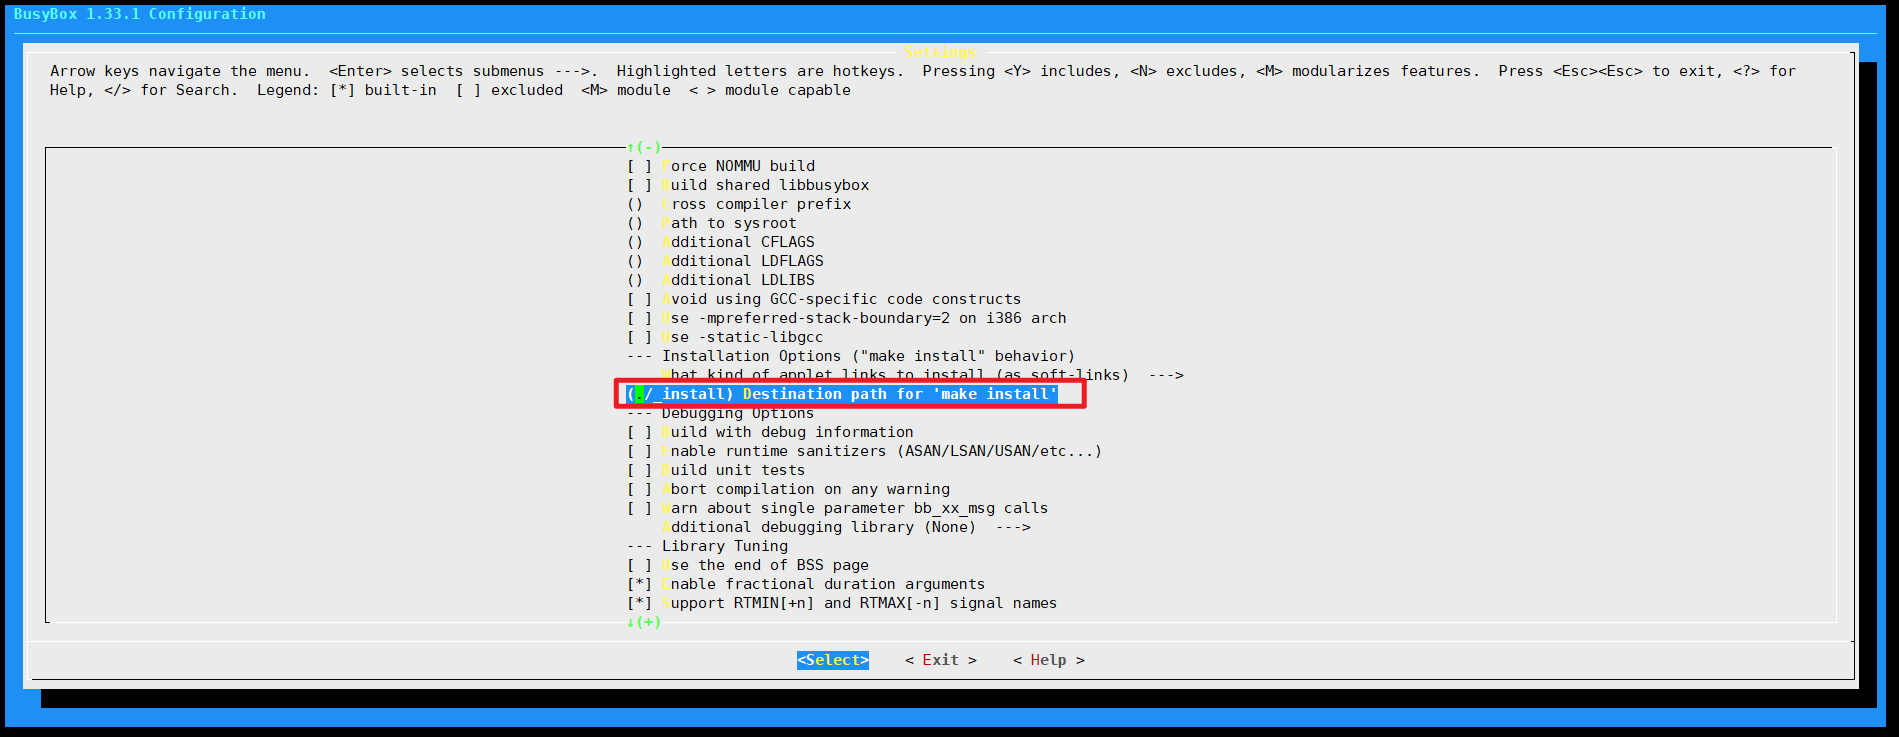 BusyBox 1.33.1 Configuration
Settings
Arrow keys navigate the menu.  <Enter> selects submenus --->.  Highlighted letters are hotkeys.  Pressing <Y> includes, <N> excludes, <M> modularizes features.  Press <Esc><Esc> to exit, <?> for
Help, </> for Search.  Legend: [*] built-in  [ ] excluded  <M> module  < > module capable
↑(-)
[ ] Force NOMMU build
[ ] Build shared libbusybox
()  Cross compiler prefix
()  Path to sysroot
()  Additional CFLAGS
()  Additional LDFLAGS
()  Additional LDLIBS
[ ] Avoid using GCC-specific code constructs
[ ] Use -mpreferred-stack-boundary=2 on i386 arch
[ ] Use -static-libgcc
--- Installation Options ("make install" behavior)
What kind of applet links to install (as soft-links)  --->
(./_install) Destination path for 'make install'
--- Debugging Options
[ ] Build with debug information
[ ] Enable runtime sanitizers (ASAN/LSAN/USAN/etc...)
[ ] Build unit tests
[ ] Abort compilation on any warning
[ ] Warn about single parameter bb_xx_msg calls
Additional debugging library (None)  --->
--- Library Tuning
[ ] Use the end of BSS page
[*] Enable fractional duration arguments
[*] Support RTMIN[+n] and RTMAX[-n] signal names
↓(+)
<Select>    < Exit >    < Help >